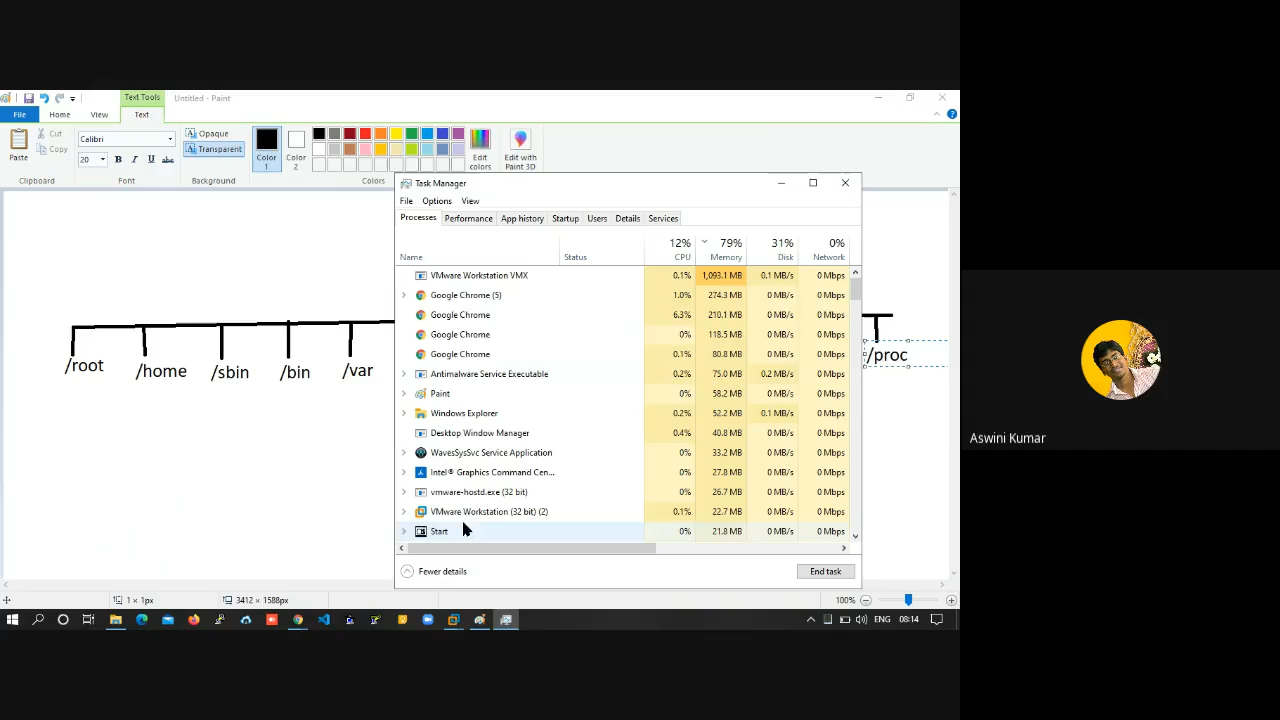 Text Tools
Untitled - Paint
File
Home
View
Text
Paste
Cut
Copy
Clipboard
Calibri
20
B I U abc
Font
Opaque
Transparent
Background
Color 1
Color 2
Edit colors
Edit with Paint 3D
Colors
/root
/home
/sbin
/bin
/var
/proc
Task Manager
File Options View
Processes Performance App history Startup Users Details Services
12% 79% 31% 0%
Name Status CPU Memory Disk Network
VMware Workstation VMX 0.1% 1,093.1 MB 0.1 MB/s 0 Mbps
Google Chrome (5) 1.0% 274.3 MB 0 MB/s 0 Mbps
Google Chrome 6.3% 210.1 MB 0 MB/s 0 Mbps
Google Chrome 0% 118.5 MB 0 MB/s 0 Mbps
Google Chrome 0.1% 80.8 MB 0 MB/s 0 Mbps
Antimalware Service Executable 0.2% 75.0 MB 0.2 MB/s 0 Mbps
Paint 0% 58.2 MB 0 MB/s 0 Mbps
Windows Explorer 0.2% 52.2 MB 0.1 MB/s 0 Mbps
Desktop Window Manager 0.4% 40.8 MB 0 MB/s 0 Mbps
WavesSysSvc Service Application 0% 33.2 MB 0 MB/s 0 Mbps
Intel® Graphics Command Cen... 0% 27.8 MB 0 MB/s 0 Mbps
vmware-hostd.exe (32 bit) 0% 26.7 MB 0 MB/s 0 Mbps
VMware Workstation (32 bit) (2) 0.1% 22.7 MB 0 MB/s 0 Mbps
Start 0% 21.8 MB 0 MB/s 0 Mbps
Fewer details
End task
1 × 1px
3412 × 1588px
100%
ENG 08:14
Aswini Kumar